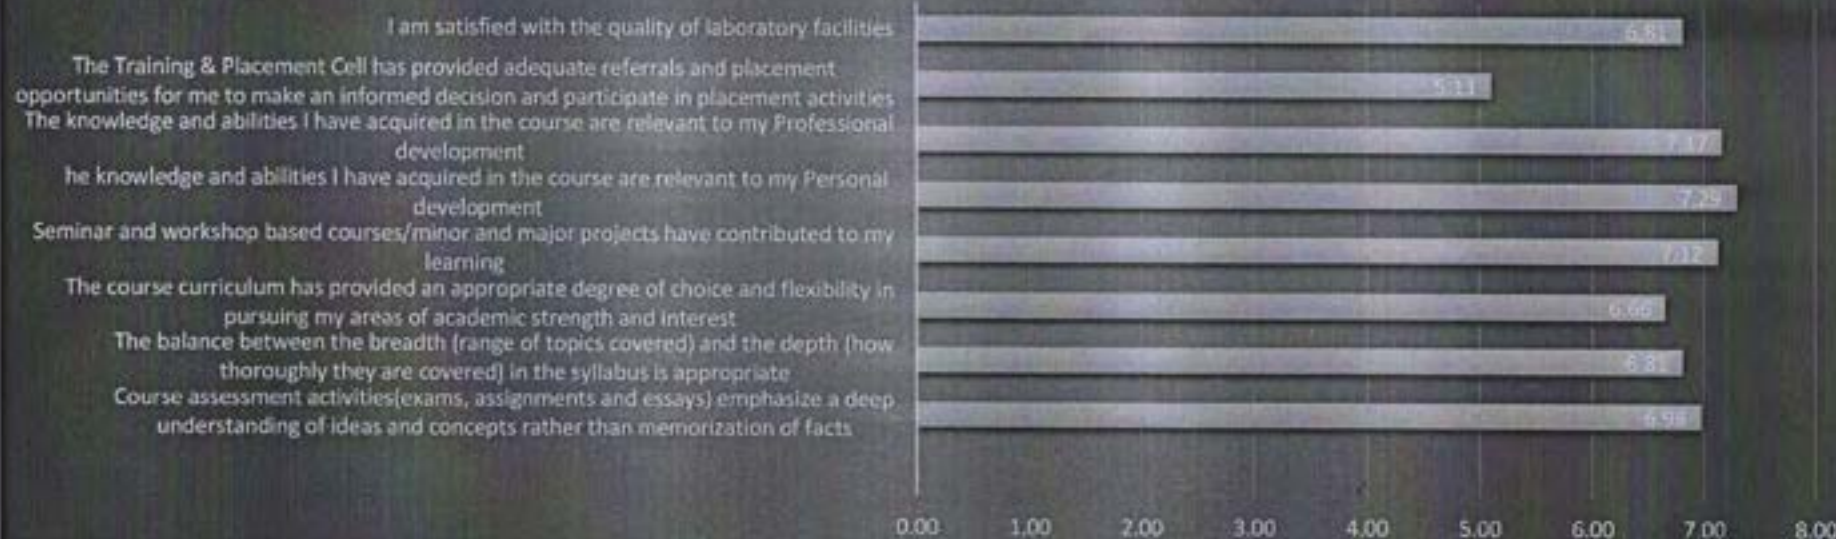 I am satisfied with the quality of laboratory facilities
6.81
The Training & Placement Cell has provided adequate referrals and placement
opportunities for me to make an informed decision and participate in placement activities
5.11
The knowledge and abilities I have acquired in the course are relevant to my Professional
development
7.17
he knowledge and abilities I have acquired in the course are relevant to my Personal
development
7.29
Seminar and workshop based courses/minor and major projects have contributed to my
learning
7.12
The course curriculum has provided an appropriate degree of choice and flexibility in
pursuing my areas of academic strength and interest
6.66
The balance between the breadth (range of topics covered) and the depth (how
thoroughly they are covered) in the syllabus is appropriate
6.81
Course assessment activities(exams, assignments and essays) emphasize a deep
understanding of ideas and concepts rather than memorization of facts
6.98
0.00 1.00 2.00 3.00 4.00 5.00 6.00 7.00 8.00